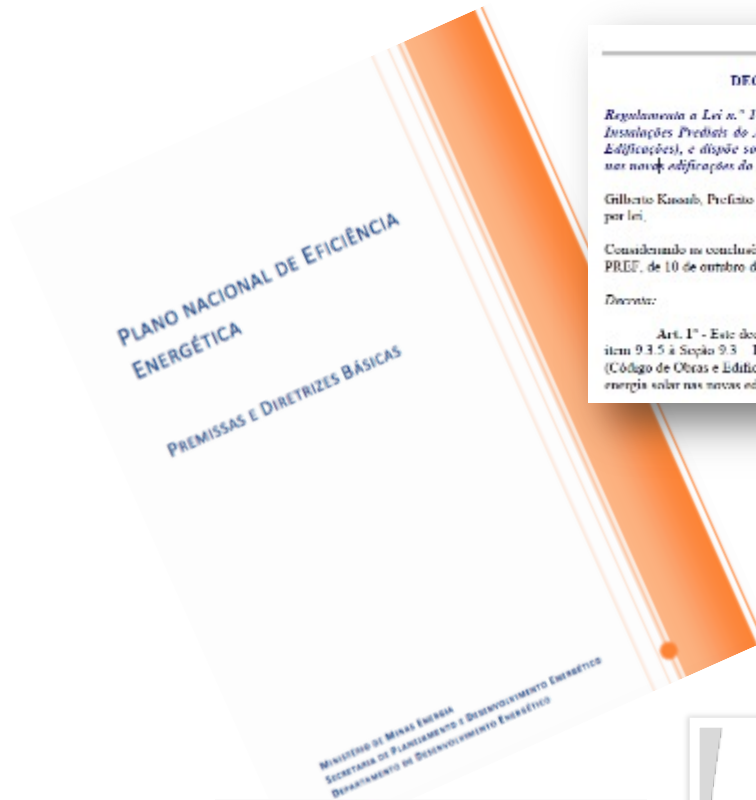 PLANO NACIONAL DE EFICIÊNCIA
ENERGÉTICA
PREMISSAS E DIRETRIZES BÁSICAS
MINISTÉRIO DE MINAS ENERGIA
SECRETARIA DE PLANEJAMENTO E DESENVOLVIMENTO ENERGÉTICO
DEPARTAMENTO DE DESENVOLVIMENTO ENERGÉTICO
DEC
Regulamenta a Lei n.º 1
Instalações Prediais do
Edificações), e dispõe so
nas novas edificações do
Gilberto Kassab, Prefeito
por lei,
Considerando as conclusõ
PREF, de 10 de outubro d
Decreta:
Art. 1º - Este dec
item 9.3.5 à Seção 9.3
(Código de Obras e Edific
energia solar nas novas ed